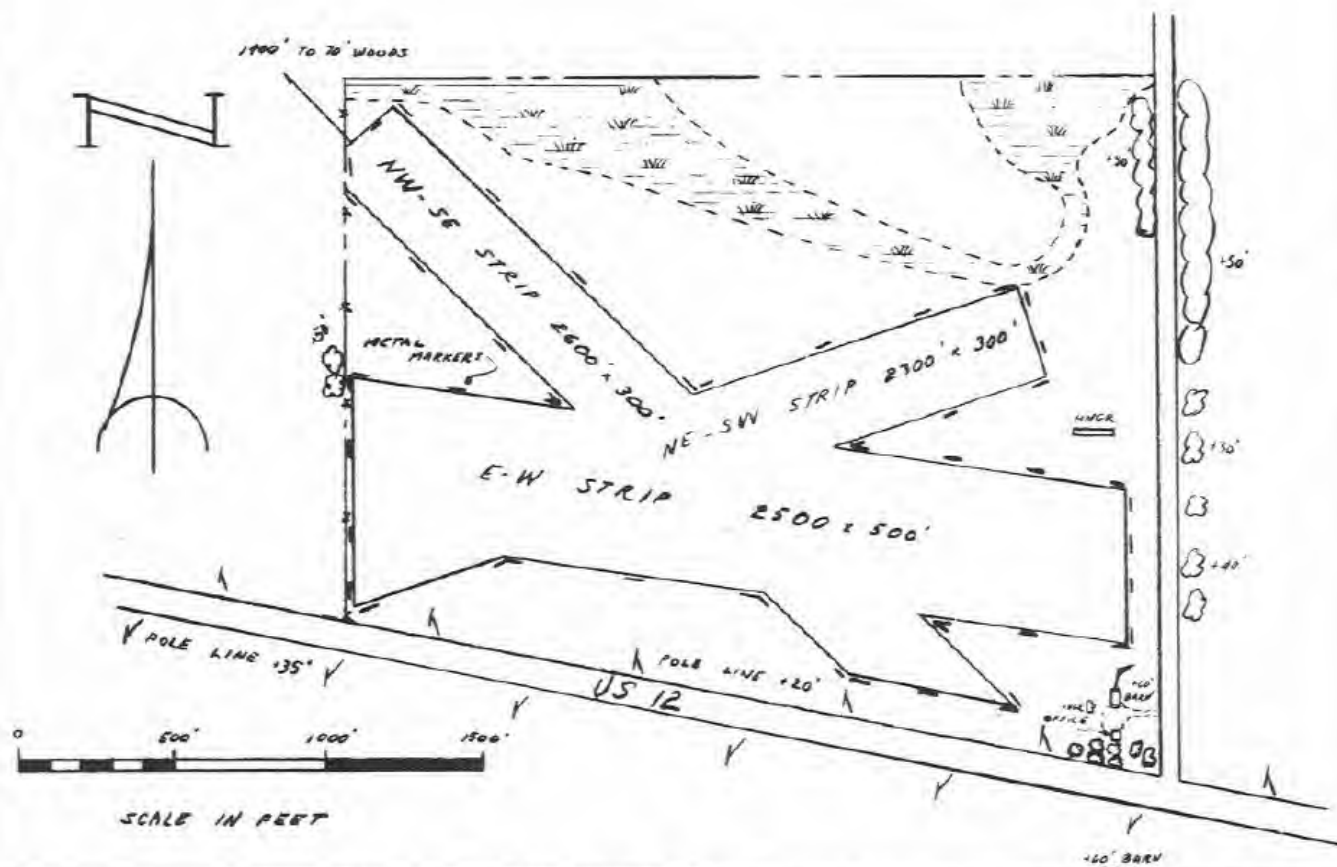 1900' TO 70' WOODS
N
+50'
+50'
NW-SE STRIP 2600' x 300'
METAL
MARKERS
NE-SW STRIP 2300' x 300'
HNGR
+30'
E-W STRIP 2500 x 500'
+40'
POLE LINE +35'
POLE LINE +20'
US 12
+60'
BARN
OFFICE
0 500' 1000' 1500'
SCALE IN FEET
+60' BARN